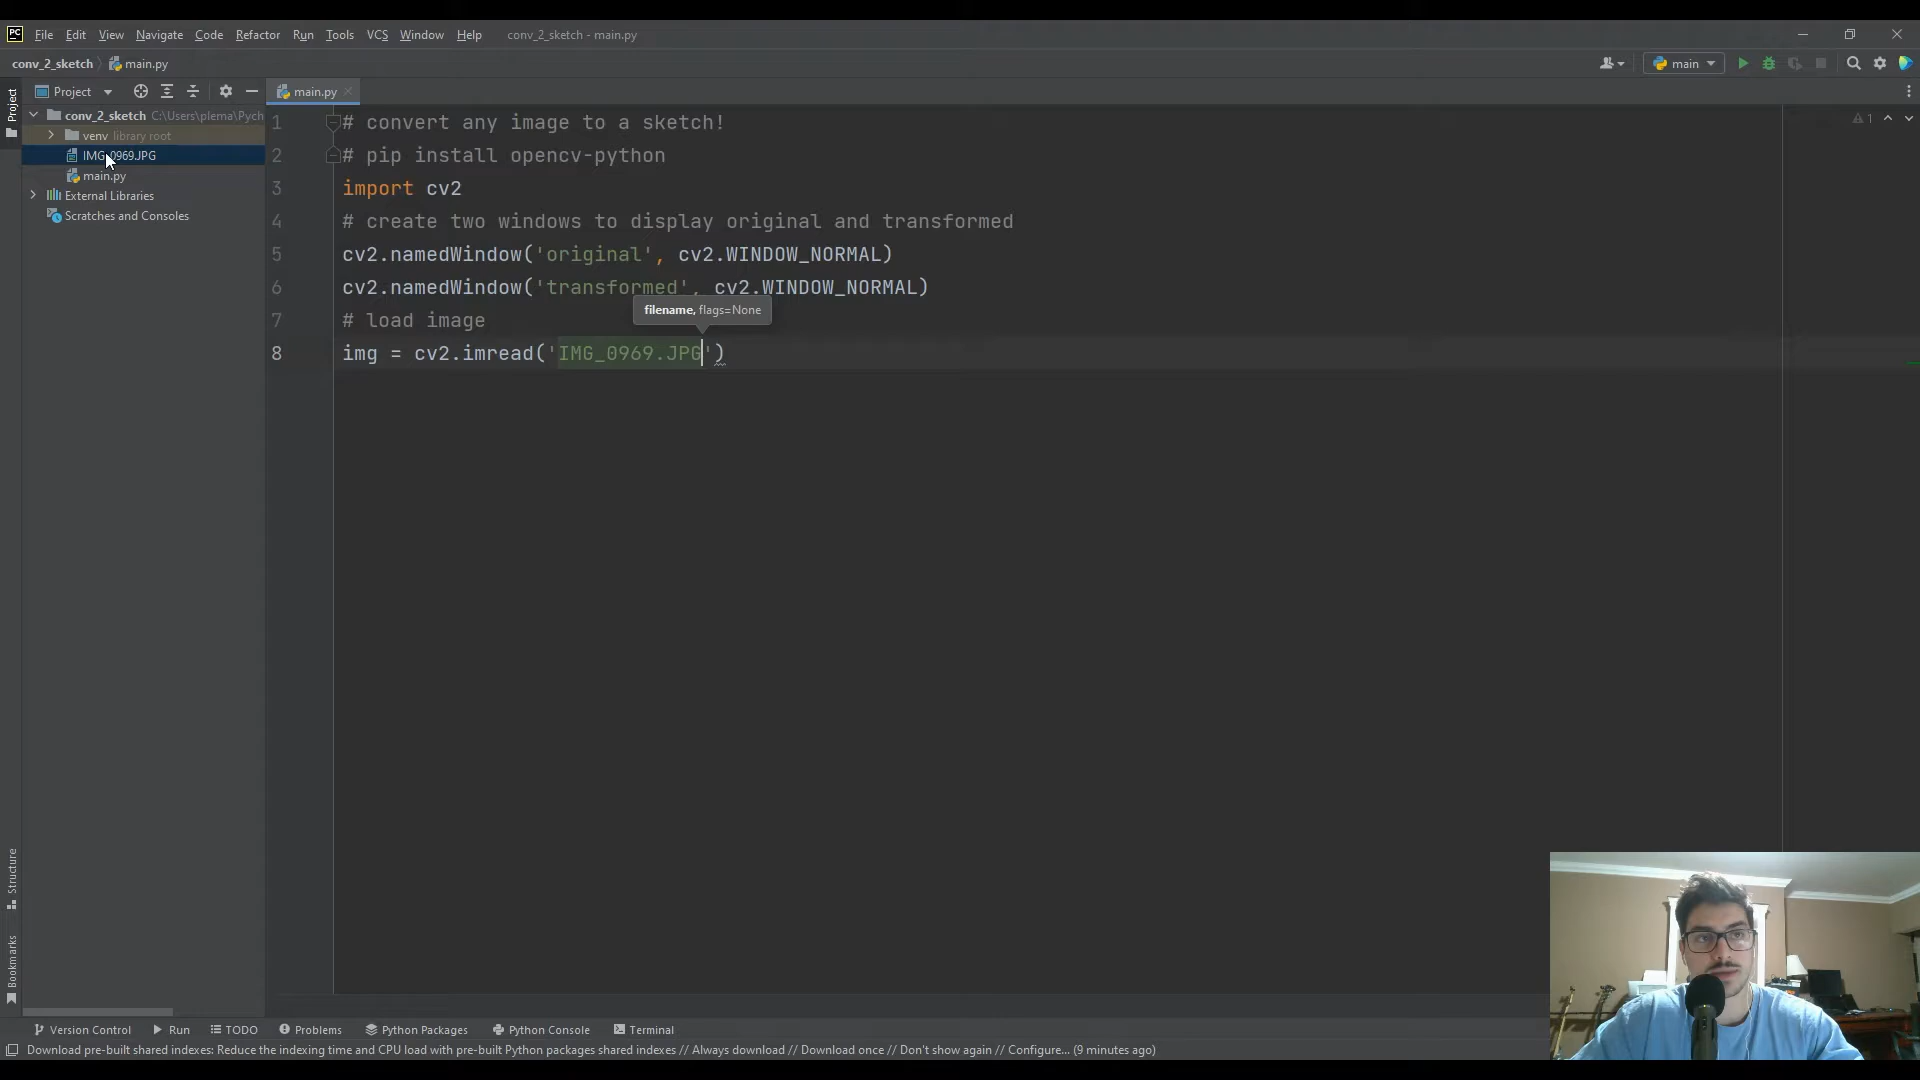 PC File Edit View Navigate Code Refactor Run Tools VCS Window Help conv_2_sketch - main.py
conv_2_sketch main.py main
Project main.py
conv_2_sketch C:\Users\plema\Pych
venv library root
IMG_0969.JPG
main.py
External Libraries
Scratches and Consoles
Project
Structure
Bookmarks
1 # convert any image to a sketch! 1
2 # pip install opencv-python
3 import cv2
4 # create two windows to display original and transformed
5 cv2.namedWindow('original', cv2.WINDOW_NORMAL)
6 cv2.namedWindow('transformed', cv2.WINDOW_NORMAL)
filename, flags=None
7 # load image
8 img = cv2.imread('IMG_0969.JPG')
Version Control Run TODO Problems Python Packages Python Console Terminal
Download pre-built shared indexes: Reduce the indexing time and CPU load with pre-built Python packages shared indexes // Always download // Download once // Don't show again // Configure... (9 minutes ago)